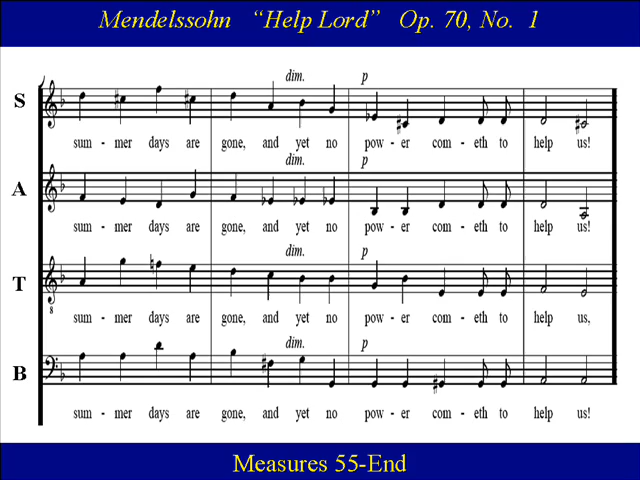 Mendelssohn "Help Lord" Op. 70, No. 1
dim. p
S
sum - mer days are gone, and yet no pow - er com - eth to help us!
dim. p
A
sum - mer days are gone, and yet no pow - er com - eth to help us!
dim. p
T
8
sum - mer days are gone, and yet no pow - er com - eth to help us,
dim. p
B
sum - mer days are gone, and yet no pow - er com - eth to help us!
Measures 55-End